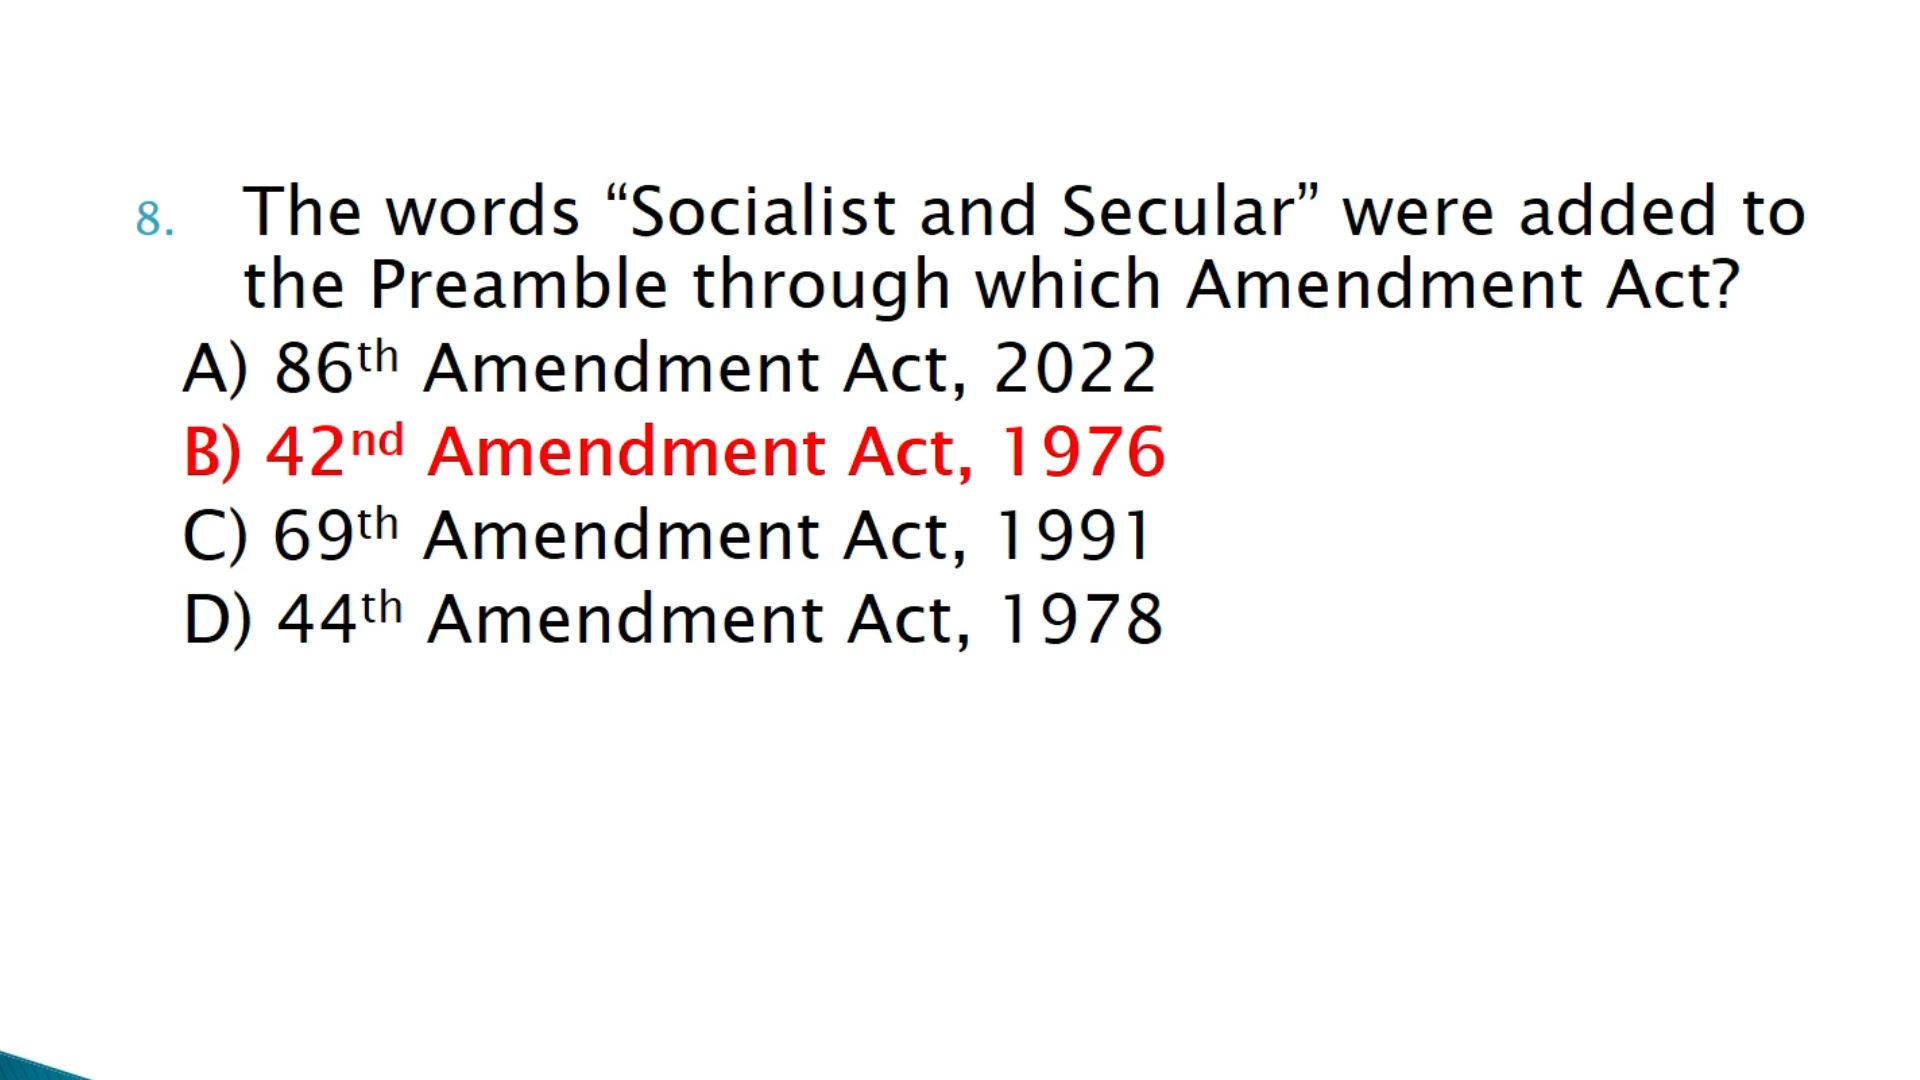 8. The words “Socialist and Secular” were added to
the Preamble through which Amendment Act?
A) 86th Amendment Act, 2022
B) 42nd Amendment Act, 1976
C) 69th Amendment Act, 1991
D) 44th Amendment Act, 1978